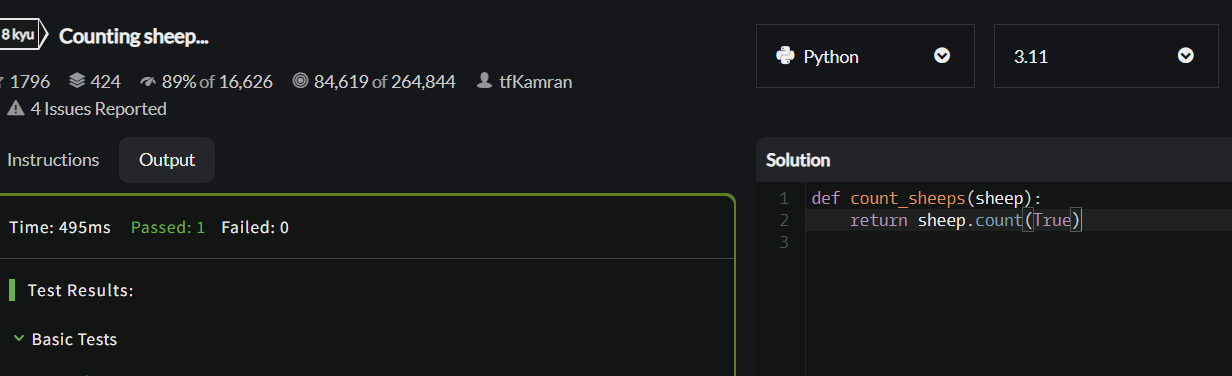 8 kyu Counting sheep...
1796 424 89% of 16,626 84,619 of 264,844 tfKamran
4 Issues Reported
Python 3.11
Instructions Output
Time: 495ms Passed: 1 Failed: 0
Test Results:
Basic Tests
Solution
1 def count_sheeps(sheep):
2     return sheep.count(True)
3